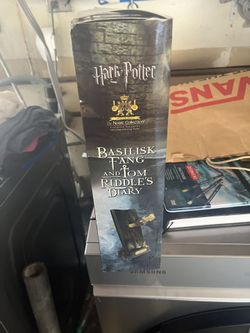 Harry Potter
The Noble Collection
BASILISK
FANG
AND TOM
RIDDLE'S
DIARY
SAMSUNG
VANS